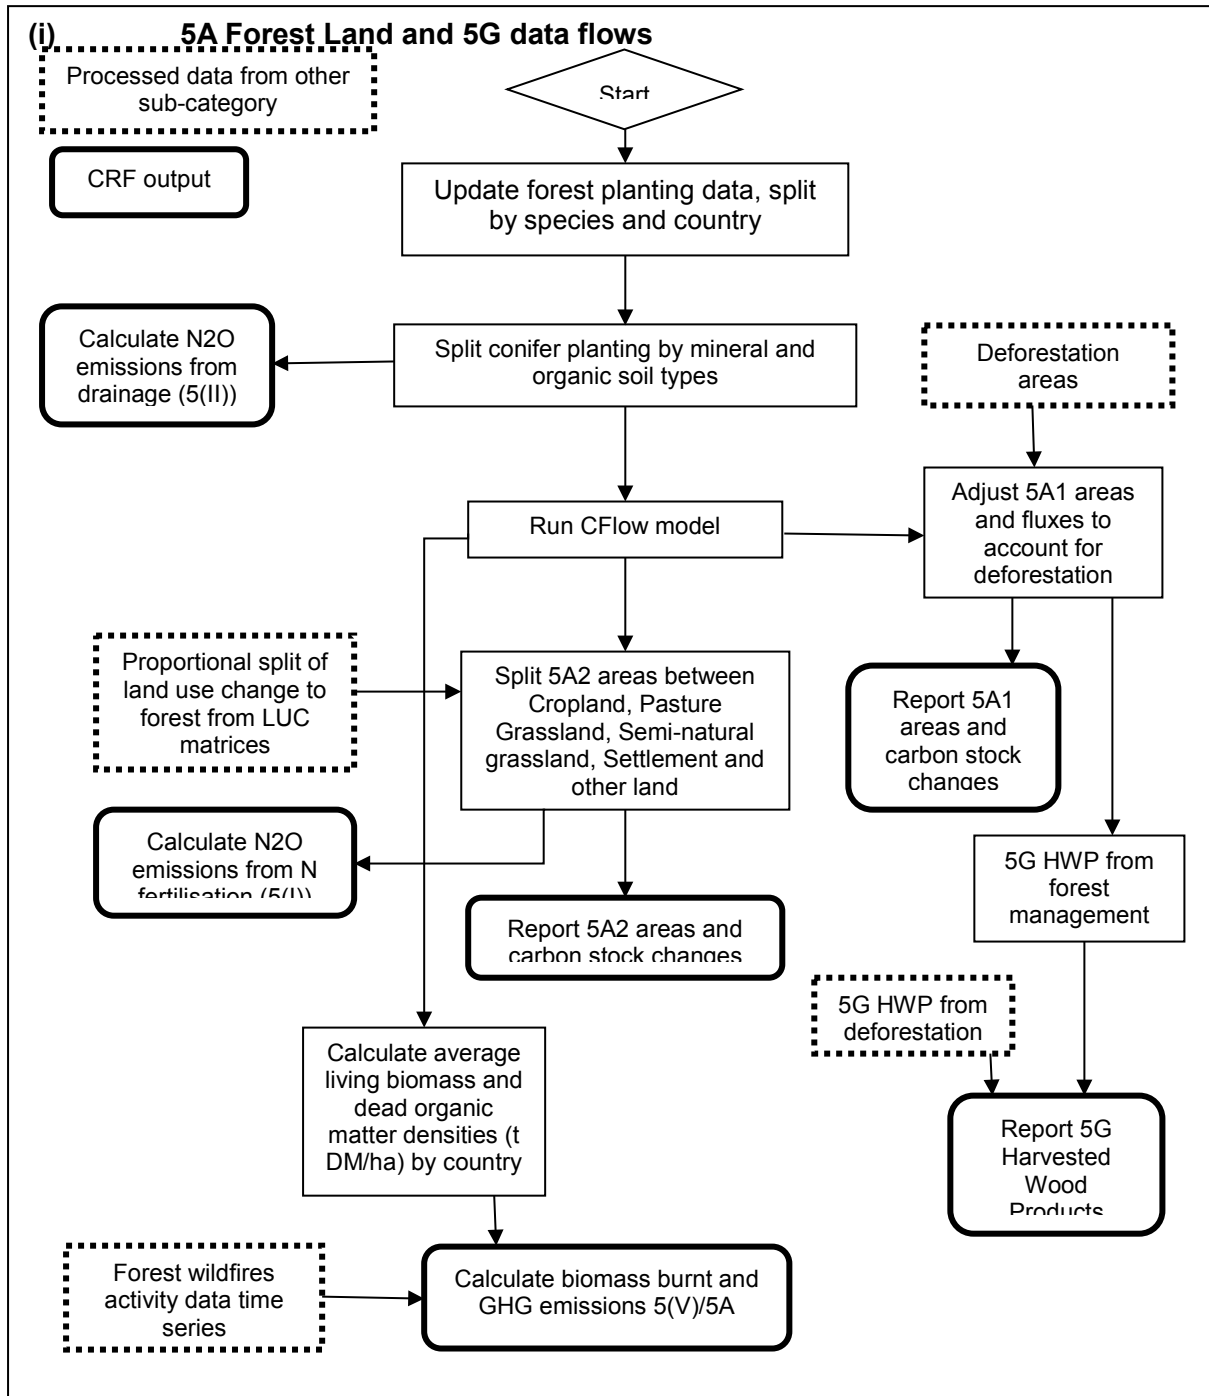 (i) 5A Forest Land and 5G data flows
Processed data from other
sub-category
Start
CRF output
Update forest planting data, split
by species and country
Calculate N2O
emissions from
drainage (5(II))
Split conifer planting by mineral and
organic soil types
Deforestation
areas
Run CFlow model
Adjust 5A1 areas
and fluxes to
account for
deforestation
Proportional split of
land use change to
forest from LUC
matrices
Split 5A2 areas between
Cropland, Pasture
Grassland, Semi-natural
grassland, Settlement and
other land
Report 5A1
areas and
carbon stock
changes
Calculate N2O
emissions from N
fertilisation (5(I))
Report 5A2 areas and
carbon stock changes
5G HWP from
forest
management
5G HWP from
deforestation
Calculate average
living biomass and
dead organic
matter densities (t
DM/ha) by country
Report 5G
Harvested
Wood
Products
Forest wildfires
activity data time
series
Calculate biomass burnt and
GHG emissions 5(V)/5A